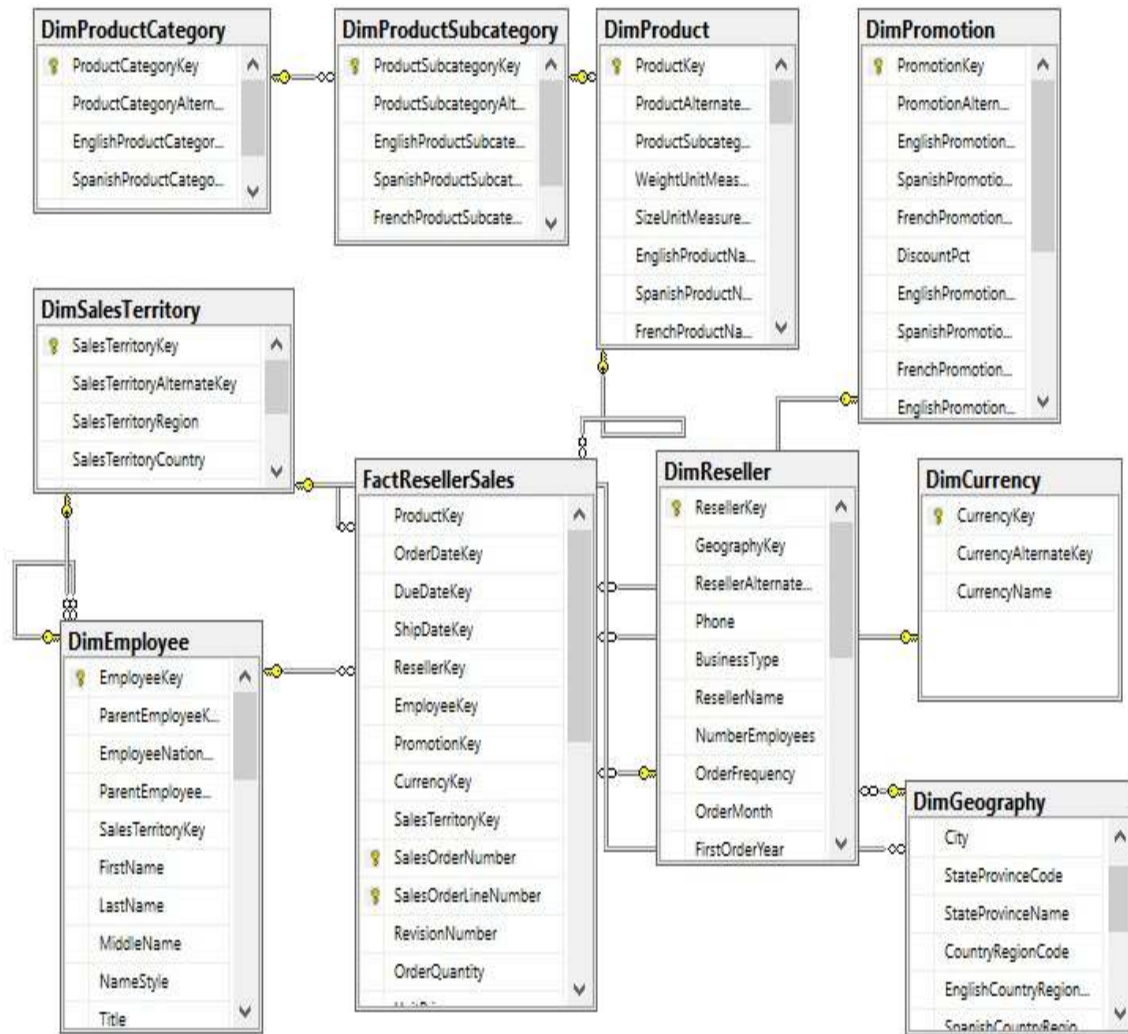 DimProductCategory
ProductCategoryKey
ProductCategoryAltern...
EnglishProductCategor...
SpanishProductCatego...
DimProductSubcategory
ProductSubcategoryKey
ProductSubcategoryAlt...
EnglishProductSubcate...
SpanishProductSubcat...
FrenchProductSubcate...
DimProduct
ProductKey
ProductAlternate...
ProductSubcateg...
WeightUnitMeas...
SizeUnitMeasure...
EnglishProductNa...
SpanishProductN...
FrenchProductNa...
DimPromotion
PromotionKey
PromotionAltern...
EnglishPromotion...
SpanishPromotio...
FrenchPromotion...
DiscountPct
EnglishPromotion...
SpanishPromotio...
FrenchPromotion...
EnglishPromotion...
DimSalesTerritory
SalesTerritoryKey
SalesTerritoryAlternateKey
SalesTerritoryRegion
SalesTerritoryCountry
FactResellerSales
ProductKey
OrderDateKey
DueDateKey
ShipDateKey
ResellerKey
EmployeeKey
PromotionKey
CurrencyKey
SalesTerritoryKey
SalesOrderNumber
SalesOrderLineNumber
RevisionNumber
OrderQuantity
DimReseller
ResellerKey
GeographyKey
ResellerAlternate...
Phone
BusinessType
ResellerName
NumberEmployees
OrderFrequency
OrderMonth
FirstOrderYear
DimCurrency
CurrencyKey
CurrencyAlternateKey
CurrencyName
DimEmployee
EmployeeKey
ParentEmployeeK...
EmployeeNation...
ParentEmployee...
SalesTerritoryKey
FirstName
LastName
MiddleName
NameStyle
Title
DimGeography
City
StateProvinceCode
StateProvinceName
CountryRegionCode
EnglishCountryRegion...
SpanishCountryRegio...